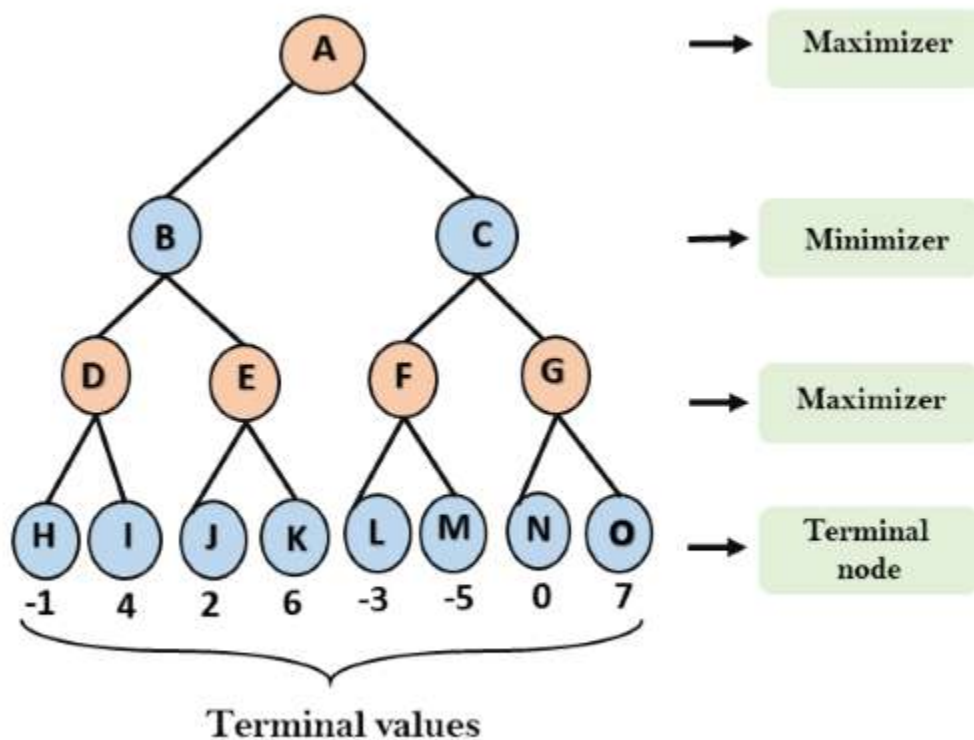 A
Maximizer
B
C
Minimizer
D
E
F
G
Maximizer
H
I
J
K
L
M
N
O
Terminal
node
-1
4
2
6
-3
-5
0
7
Terminal values